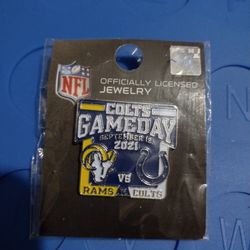 NFL
OFFICIALLY LICENSED
JEWELRY
COLTS
GAMEDAY
SEPTEMBER 19
2021
VS
RAMS
COLTS